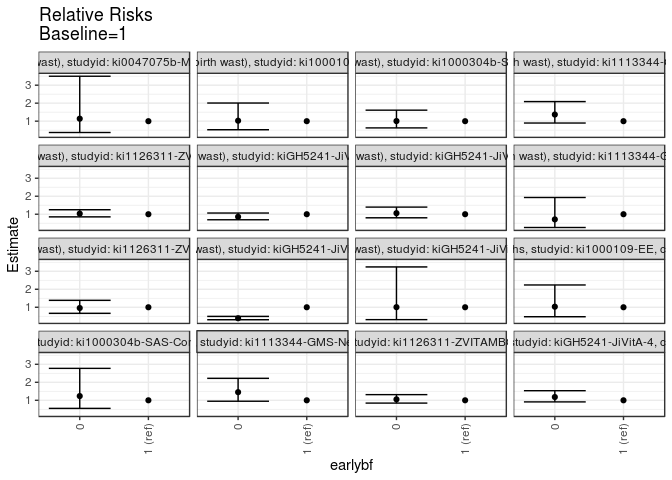 Relative Risks
Baseline=1
wast), studyid: ki0047075b-M
birth wast), studyid: ki100010
wast), studyid: ki1000304b-S
wast), studyid: ki1113344-
3
2
1
wast), studyid: ki1126311-ZV
wast), studyid: kiGH5241-JiV
wast), studyid: kiGH5241-JiV
wast), studyid: ki1113344-G
3
2
1
wast), studyid: ki1126311-ZV
wast), studyid: kiGH5241-JiV
wast), studyid: kiGH5241-JiV
hs, studyid: ki1000109-EE, c
3
2
1
studyid: ki1000304b-SAS-Co
studyid: ki1113344-GMS-Ne
tudyid: ki1126311-ZVITAMB
studyid: kiGH5241-JiVitA-4, c
3
2
1
0
1 (ref)
0
1 (ref)
0
1 (ref)
0
1 (ref)
earlybf
Estimate